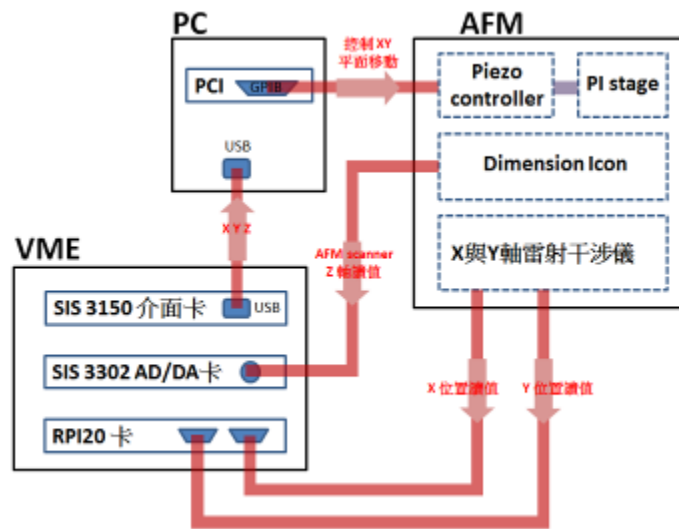 PC
AFM
PCI
GPIB
控制 XY
平面移動
Piezo
controller
PI stage
USB
Dimension Icon
X Y Z
AFM scanner
Z 軸讀值
X與Y軸雷射干涉儀
VME
SIS 3150 介面卡
USB
SIS 3302 AD/DA卡
X 位置讀值
Y 位置讀值
RPI20 卡